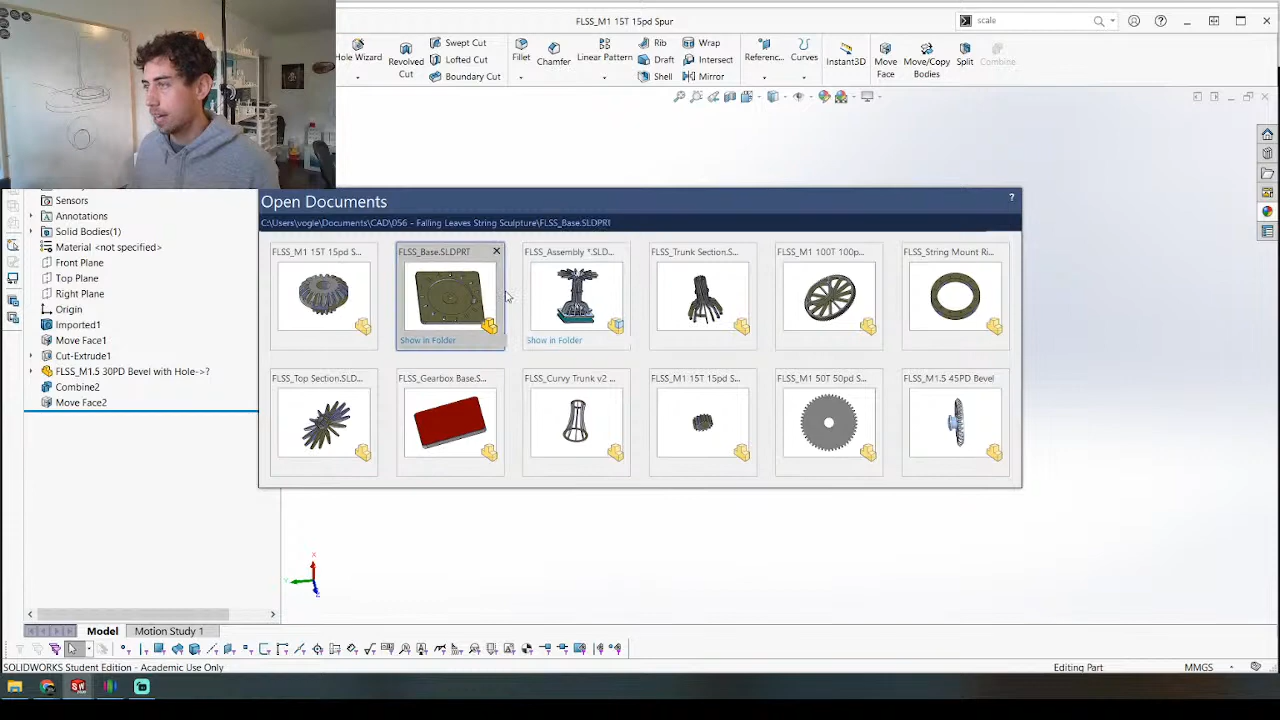 FLSS_M1 15T 15pd Spur
scale
Hole Wizard
Revolved Cut
Swept Cut
Lofted Cut
Boundary Cut
Fillet
Chamfer
Linear Pattern
Rib
Draft
Shell
Wrap
Intersect
Mirror
Referenc...
Curves
Instant3D
Move Face
Move/Copy Bodies
Split
Combine
Sensors
Annotations
Solid Bodies(1)
Material <not specified>
Front Plane
Top Plane
Right Plane
Origin
Imported1
Move Face1
Cut-Extrude1
FLSS_M1.5 30PD Bevel with Hole->?
Combine2
Move Face2
Open Documents
?
C:\Users\vogle\Documents\CAD\056 - Falling Leaves String Sculpture\FLSS_Base.SLDPRT
FLSS_M1 15T 15pd S...
FLSS_Base.SLDPRT
FLSS_Assembly *.SLD...
FLSS_Trunk Section.S...
FLSS_M1 100T 100p...
FLSS_String Mount Ri...
Show in Folder
Show in Folder
FLSS_Top Section.SLD...
FLSS_Gearbox Base.S...
FLSS_Curvy Trunk v2 ...
FLSS_M1 15T 15pd S...
FLSS_M1 50T 50pd S...
FLSS_M1.5 45PD Bevel
X
Y
Z
Model
Motion Study 1
SOLIDWORKS Student Edition - Academic Use Only
Editing Part
MMGS